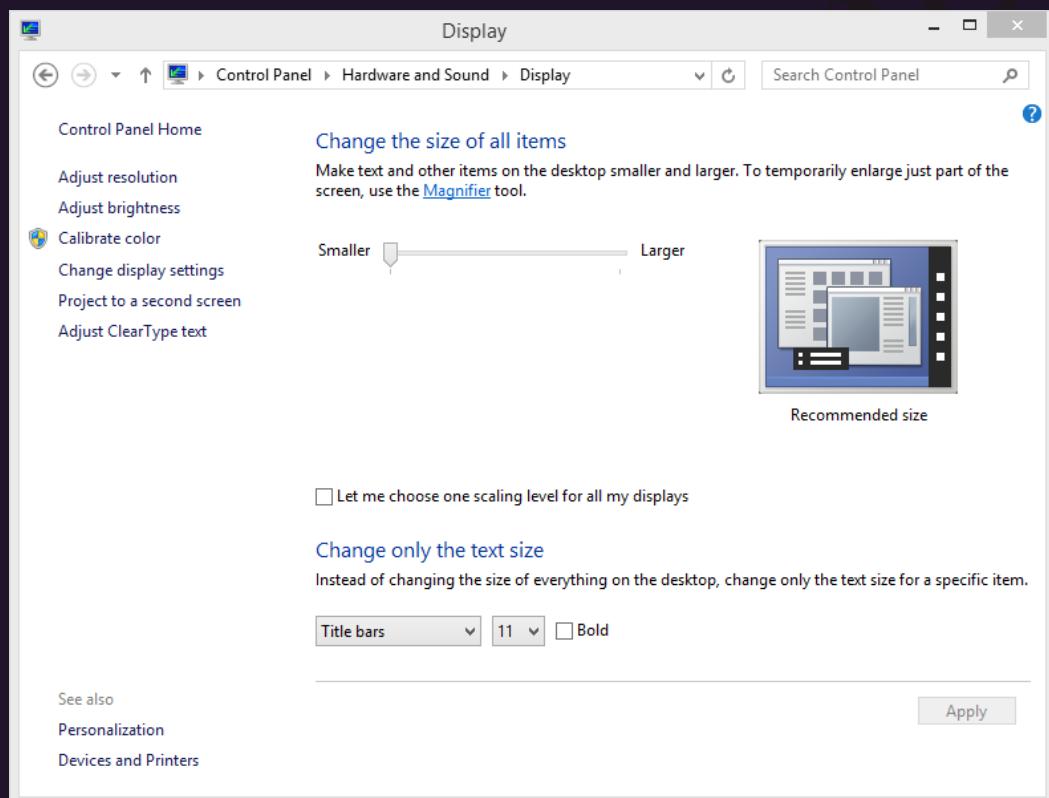 Display
Control Panel Hardware and Sound Display
Search Control Panel
Control Panel Home
Adjust resolution
Adjust brightness
Calibrate color
Change display settings
Project to a second screen
Adjust ClearType text
Change the size of all items
Make text and other items on the desktop smaller and larger. To temporarily enlarge just part of the
screen, use the Magnifier tool.
Smaller
Larger
Recommended size
Let me choose one scaling level for all my displays
Change only the text size
Instead of changing the size of everything on the desktop, change only the text size for a specific item.
Title bars 11 Bold
Apply
See also
Personalization
Devices and Printers